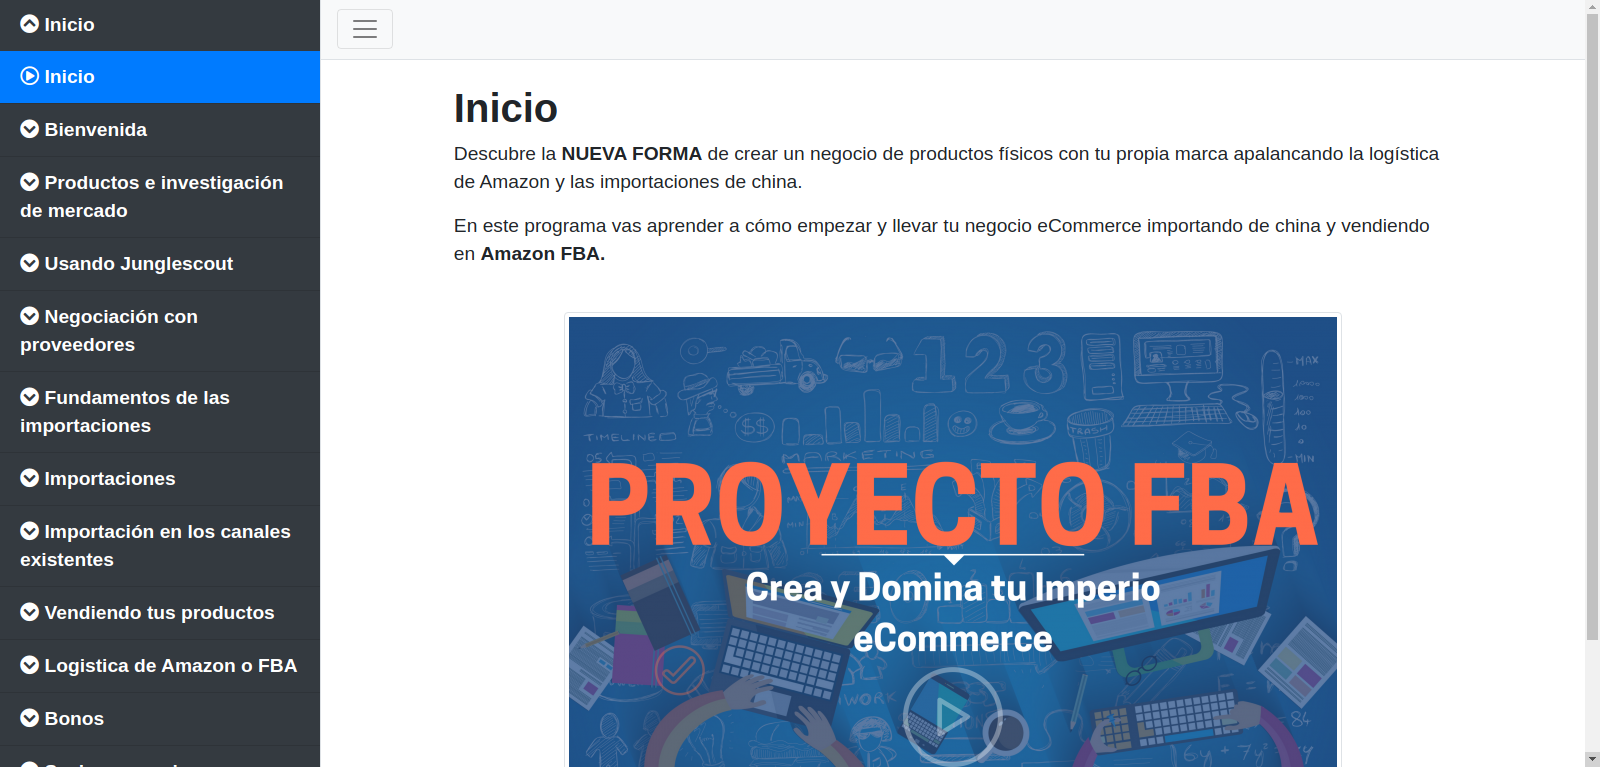 Inicio
Inicio
Bienvenida
Productos e investigación
de mercado
Usando Junglescout
Negociación con
proveedores
Fundamentos de las
importaciones
Importaciones
Importación en los canales
existentes
Vendiendo tus productos
Logistica de Amazon o FBA
Bonos
Inicio
Descubre la NUEVA FORMA de crear un negocio de productos físicos con tu propia marca apalancando la logística
de Amazon y las importaciones de china.
En este programa vas aprender a cómo empezar y llevar tu negocio eCommerce importando de china y vendiendo
en Amazon FBA.
123
MAX
$$
TRASH
TIMELINE
MARKETING
MIN
PROYECTO FBA
Crea y Domina tu Imperio
eCommerce
WORK